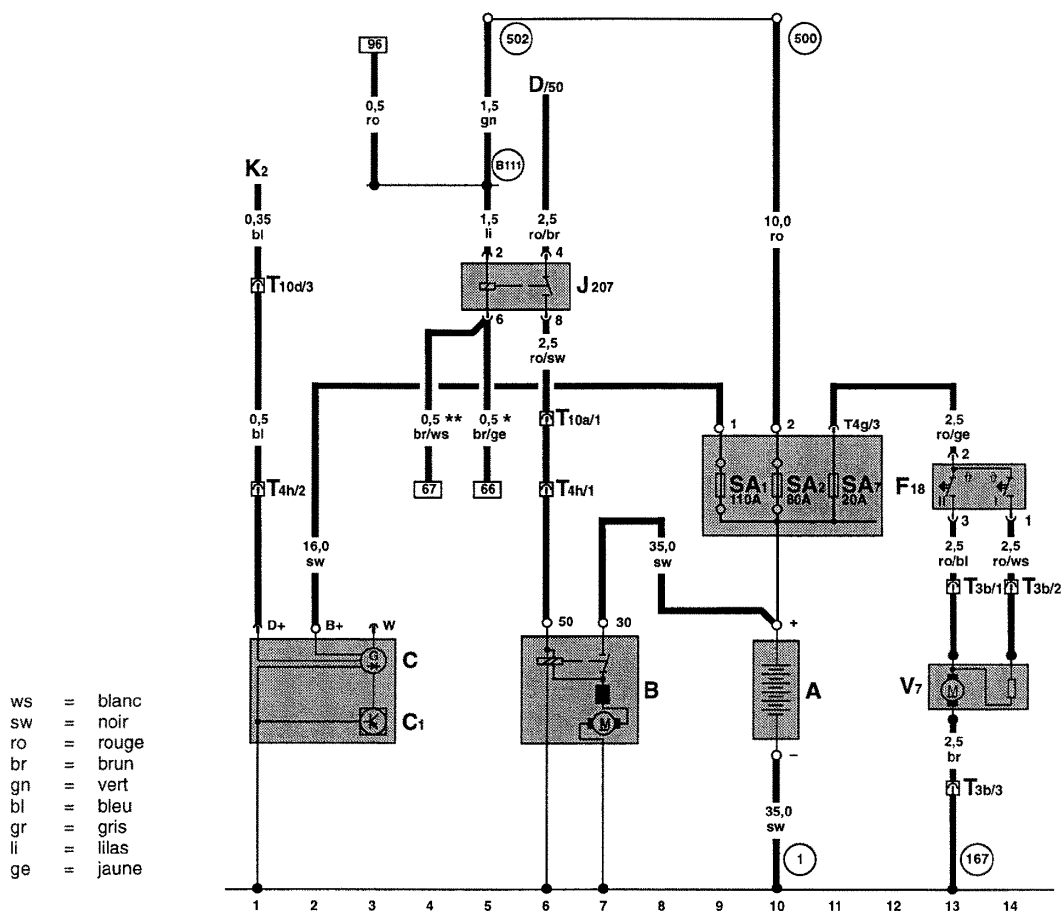 502
500
96
D/50
0,5
ro
1,5
gn
B111
K2
0,35
bl
1,5
li
2,5
ro/br
10,0
ro
2
4
T10d/3
J207
6
8
2,5
ro/sw
0,5 **
br/ws
0,5 *
br/ge
T10a/1
1
2
T4g/3
2,5
ro/ge
2
0,5
bl
T4h/2
67
66
T4h/1
SA1
110A
SA2
80A
SA7
20A
F18
II
I
3
1
16,0
sw
35,0
sw
2,5
ro/bl
2,5
ro/ws
T3b/1
T3b/2
D+
B+
W
50
30
+
G
C
K
C1
M
B
A
V7
M
−
2,5
br
T3b/3
35,0
sw
1
167
ws = blanc
sw = noir
ro = rouge
br = brun
gn = vert
bl = bleu
gr = gris
li = lilas
ge = jaune
1 2 3 4 5 6 7 8 9 10 11 12 13 14